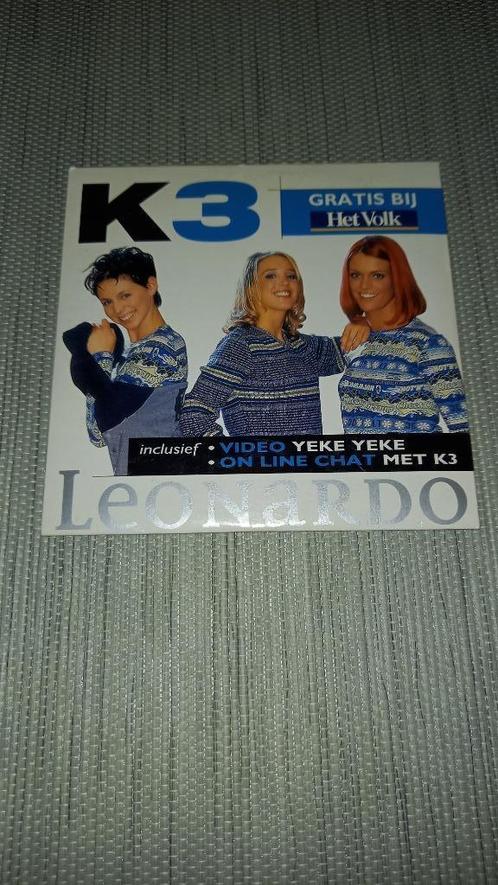 K3
GRATIS BIJ
Het Volk
inclusief • VIDEO YEKE YEKE
• ON LINE CHAT MET K3
LEONARDO